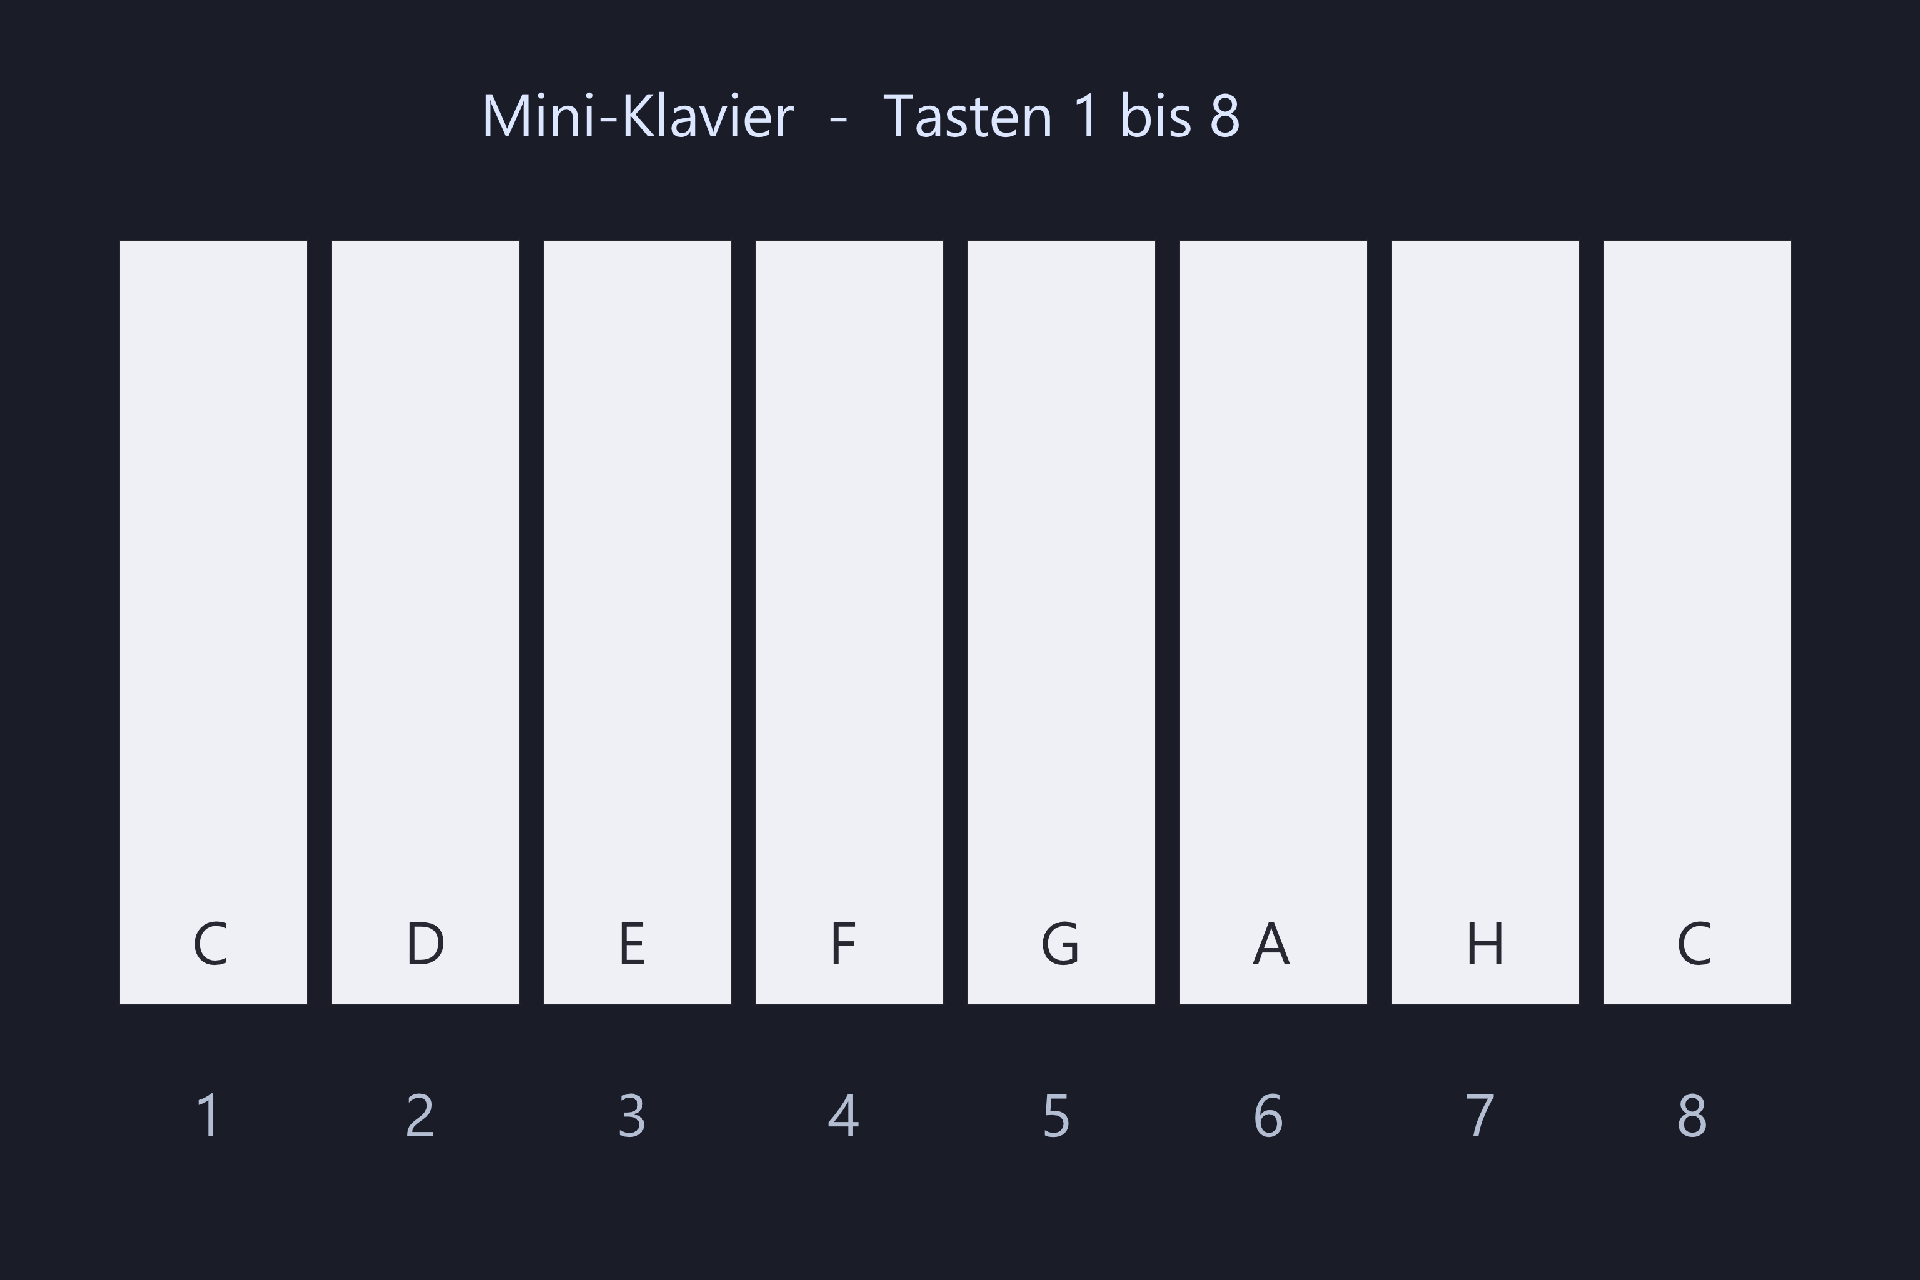 Mini-Klavier - Tasten 1 bis 8
C D E F G A H C
1 2 3 4 5 6 7 8